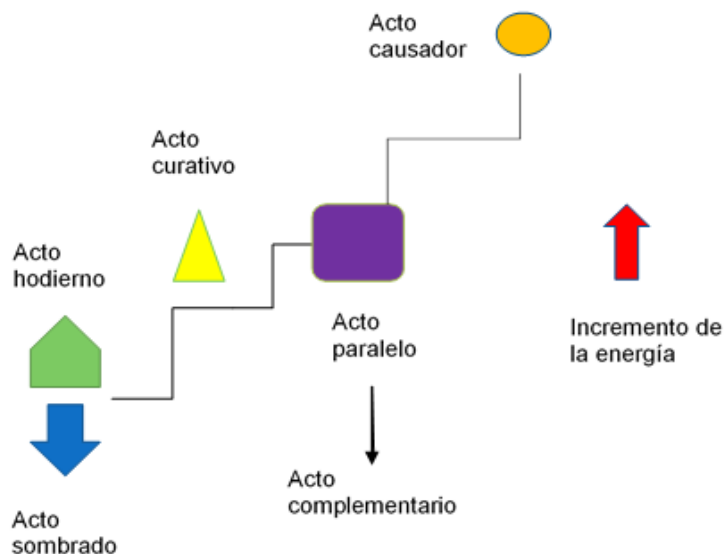 Acto
causador
Acto
curativo
Acto
hodierno
Acto
paralelo
Incremento de
la energía
Acto
complementario
Acto
sombrado